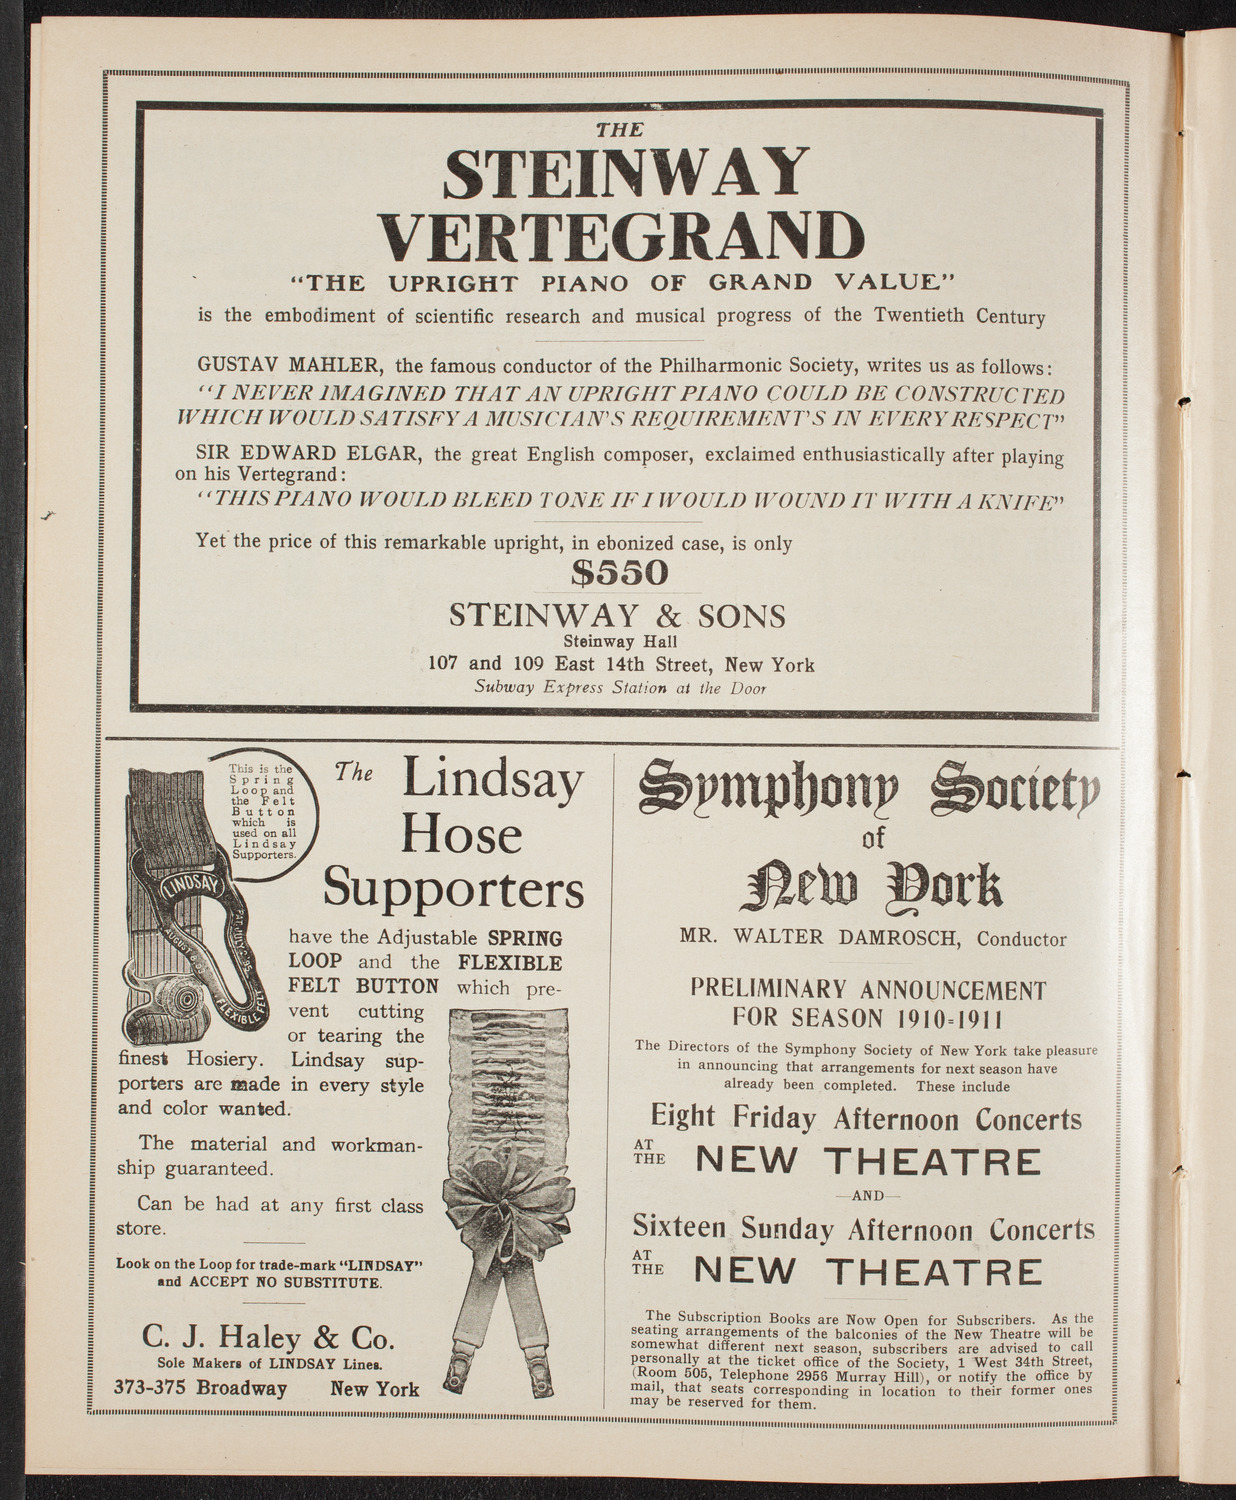 THE
STEINWAY
VERTEGRAND
“THE UPRIGHT PIANO OF GRAND VALUE”
is the embodiment of scientific research and musical progress of the Twentieth Century
GUSTAV MAHLER, the famous conductor of the Philharmonic Society, writes us as follows:
“I NEVER IMAGINED THAT AN UPRIGHT PIANO COULD BE CONSTRUCTED
WHICH WOULD SATISFY A MUSICIAN'S REQUIREMENT'S IN EVERY RESPECT”
SIR EDWARD ELGAR, the great English composer, exclaimed enthusiastically after playing
on his Vertegrand:
“THIS PIANO WOULD BLEED TONE IF I WOULD WOUND IT WITH A KNIFE”
Yet the price of this remarkable upright, in ebonized case, is only
$550
STEINWAY & SONS
Steinway Hall
107 and 109 East 14th Street, New York
Subway Express Station at the Door
This is the
Spring
Loop and
the Felt
Button
which is
used on all
Lindsay
Supporters.
LINDSAY
PAT. JULY 2, 95.
AUGUST 6, 95
FLEXIBLE FELT
The Lindsay
Hose
Supporters
have the Adjustable SPRING
LOOP and the FLEXIBLE
FELT BUTTON which pre-
vent cutting
or tearing the
finest Hosiery. Lindsay sup-
porters are made in every style
and color wanted.
The material and workman-
ship guaranteed.
Can be had at any first class
store.
Look on the Loop for trade-mark “LINDSAY”
and ACCEPT NO SUBSTITUTE.
C. J. Haley & Co.
Sole Makers of LINDSAY Lines.
373-375 Broadway New York
Symphony Society
of
New York
MR. WALTER DAMROSCH, Conductor
PRELIMINARY ANNOUNCEMENT
FOR SEASON 1910=1911
The Directors of the Symphony Society of New York take pleasure
in announcing that arrangements for next season have
already been completed. These include
Eight Friday Afternoon Concerts
AT THE NEW THEATRE
—AND—
Sixteen Sunday Afternoon Concerts
AT THE NEW THEATRE
The Subscription Books are Now Open for Subscribers. As the
seating arrangements of the balconies of the New Theatre will be
somewhat different next season, subscribers are advised to call
personally at the ticket office of the Society, 1 West 34th Street,
(Room 505, Telephone 2956 Murray Hill), or notify the office by
mail, that seats corresponding in location to their former ones
may be reserved for them.